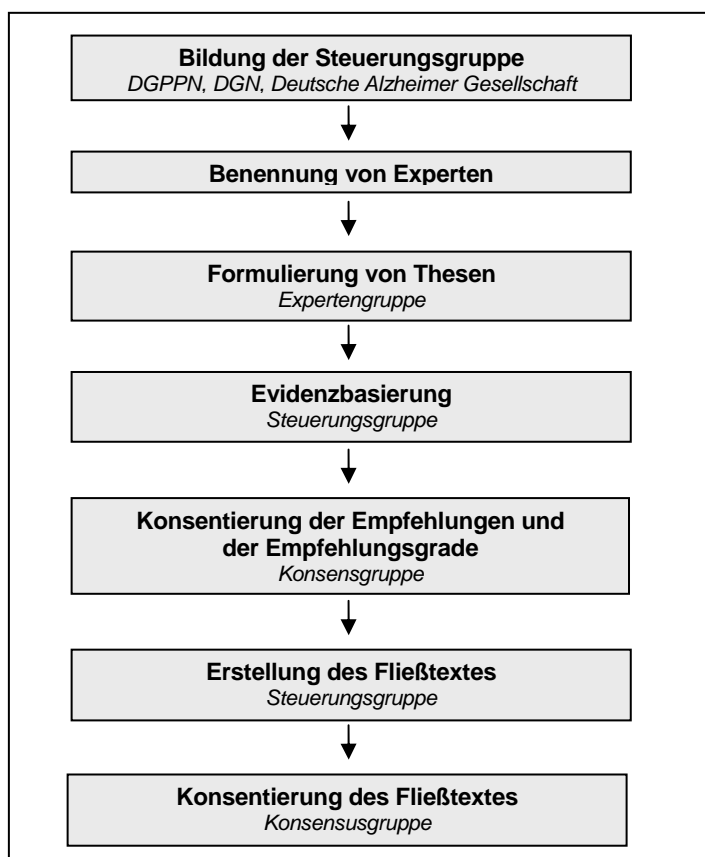 Bildung der Steuerungsgruppe
DGPPN, DGN, Deutsche Alzheimer Gesellschaft
Benennung von Experten
Formulierung von Thesen
Expertengruppe
Evidenzbasierung
Steuerungsgruppe
Konsentierung der Empfehlungen und
der Empfehlungsgrade
Konsensgruppe
Erstellung des Fließtextes
Steuerungsgruppe
Konsentierung des Fließtextes
Konsensusgruppe